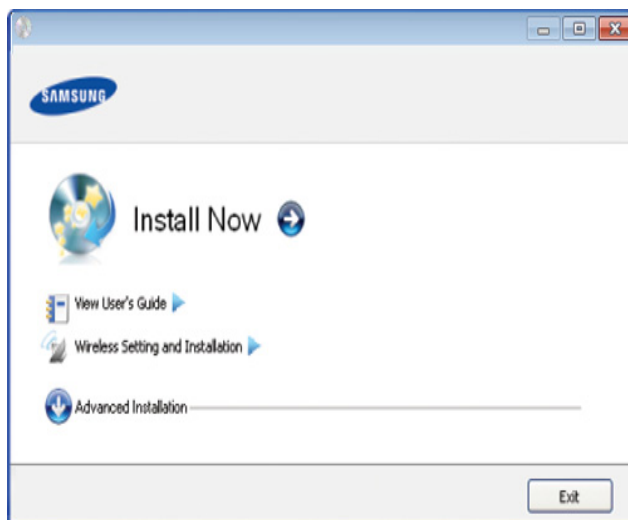 SAMSUNG
Install Now
View User's Guide
Wireless Setting and Installation
Advanced Installation
Exit